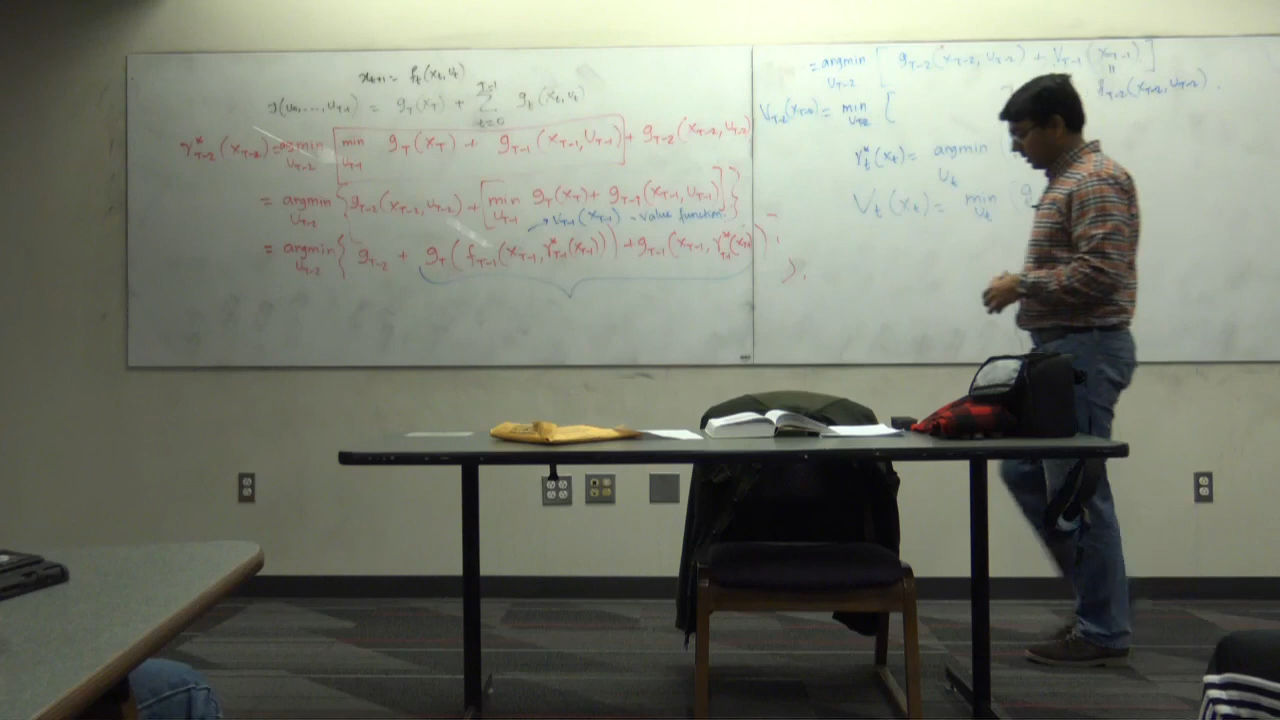 x_{t+1} = f_t(x_t, u_t)
J(u_0, ..., u_{T-1}) = g_T(x_T) + \sum_{t=0}^{T-1} g_t(x_t, u_t)
γ*_{T-2}(x_{T-2}) = argmin_{u_{T-2}} [ min_{u_{T-1}} g_T(x_T) + g_{T-1}(x_{T-1}, u_{T-1}) ] + g_{T-2}(x_{T-2}, u_{T-2})
= argmin_{u_{T-2}} { g_{T-2}(x_{T-2}, u_{T-2}) + [ min_{u_{T-1}} g_T(x_T) + g_{T-1}(x_{T-1}, u_{T-1}) ] }
→ V_{T-1}(x_{T-1}) - value function.
= argmin_{u_{T-2}} { g_{T-2} + g_T( f_{T-1}(x_{T-1}, γ*_{T-1}(x_{T-1})) ) + g_{T-1}(x_{T-1}, γ*_{T-1}(x_{T-1}) )
= argmin_{u_{T-2}} [ g_{T-2}(x_{T-2}, u_{T-2}) + V_{T-1}(x_{T-1}) ]
=
f_{T-2}(x_{T-2}, u_{T-2}).
V_{T-2}(x_{T-2}) = min_{u_{T-2}} [
γ*_t(x_t) = argmin_{u_t}
V_t(x_t) = min_{u_t} [ g